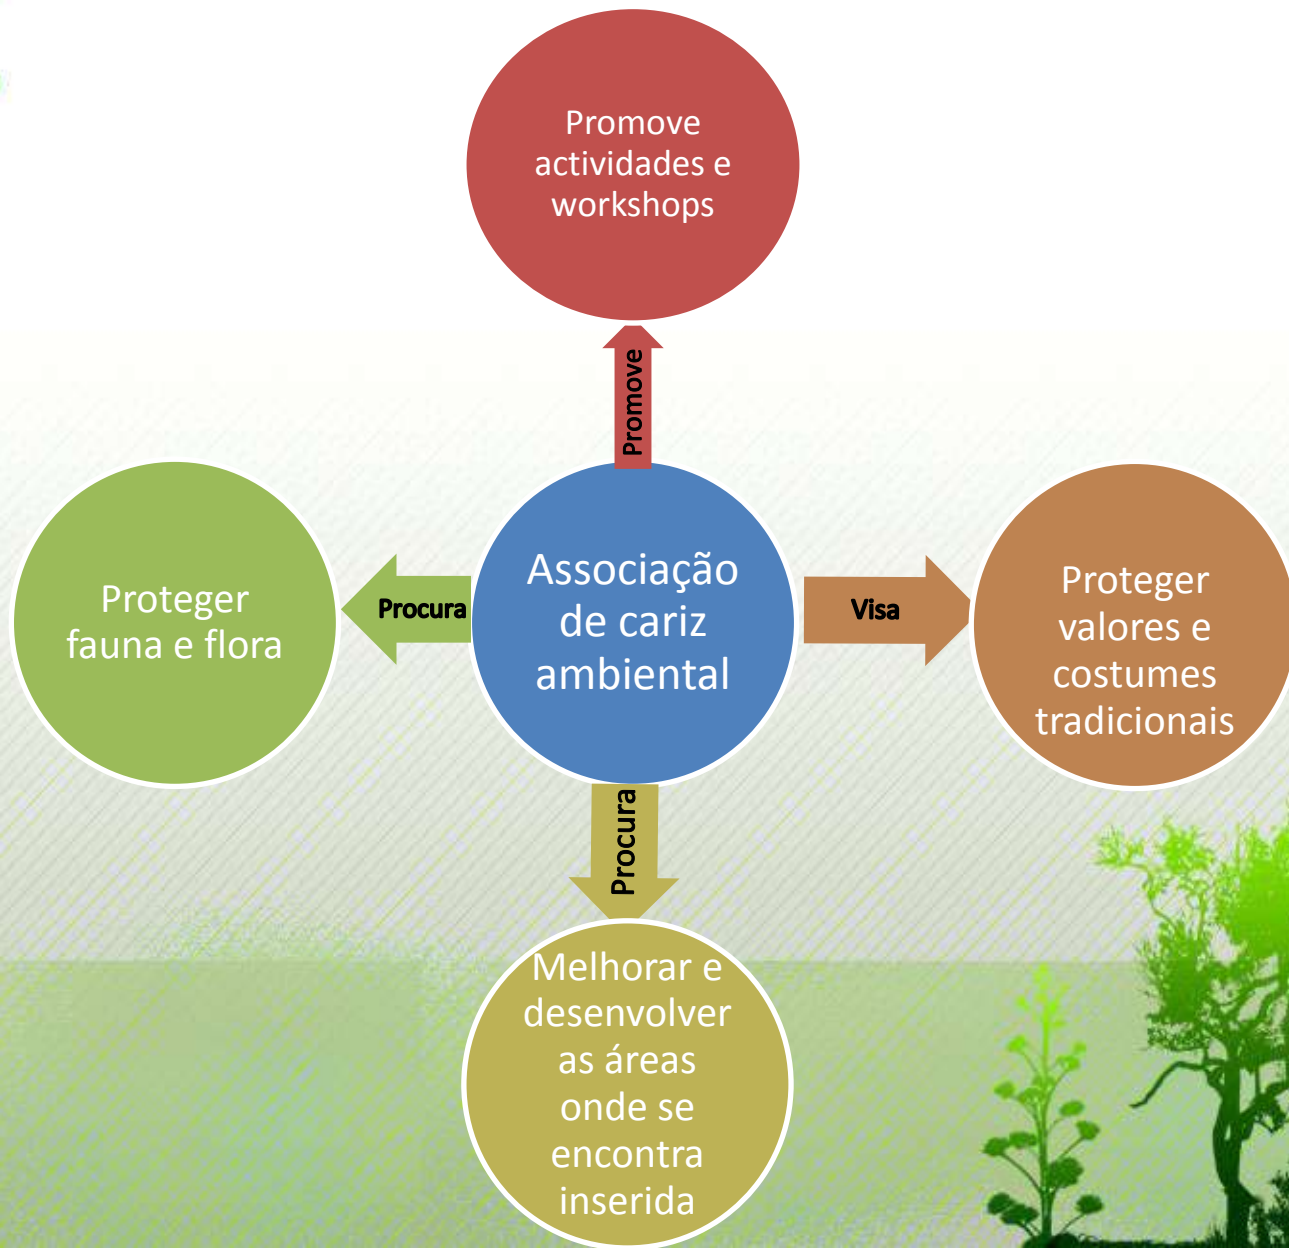 Promove
actividades e
workshops
Promove
Proteger
fauna e flora
Procura
Associação
de cariz
ambiental
Visa
Proteger
valores e
costumes
tradicionais
Procura
Melhorar e
desenvolver
as áreas
onde se
encontra
inserida